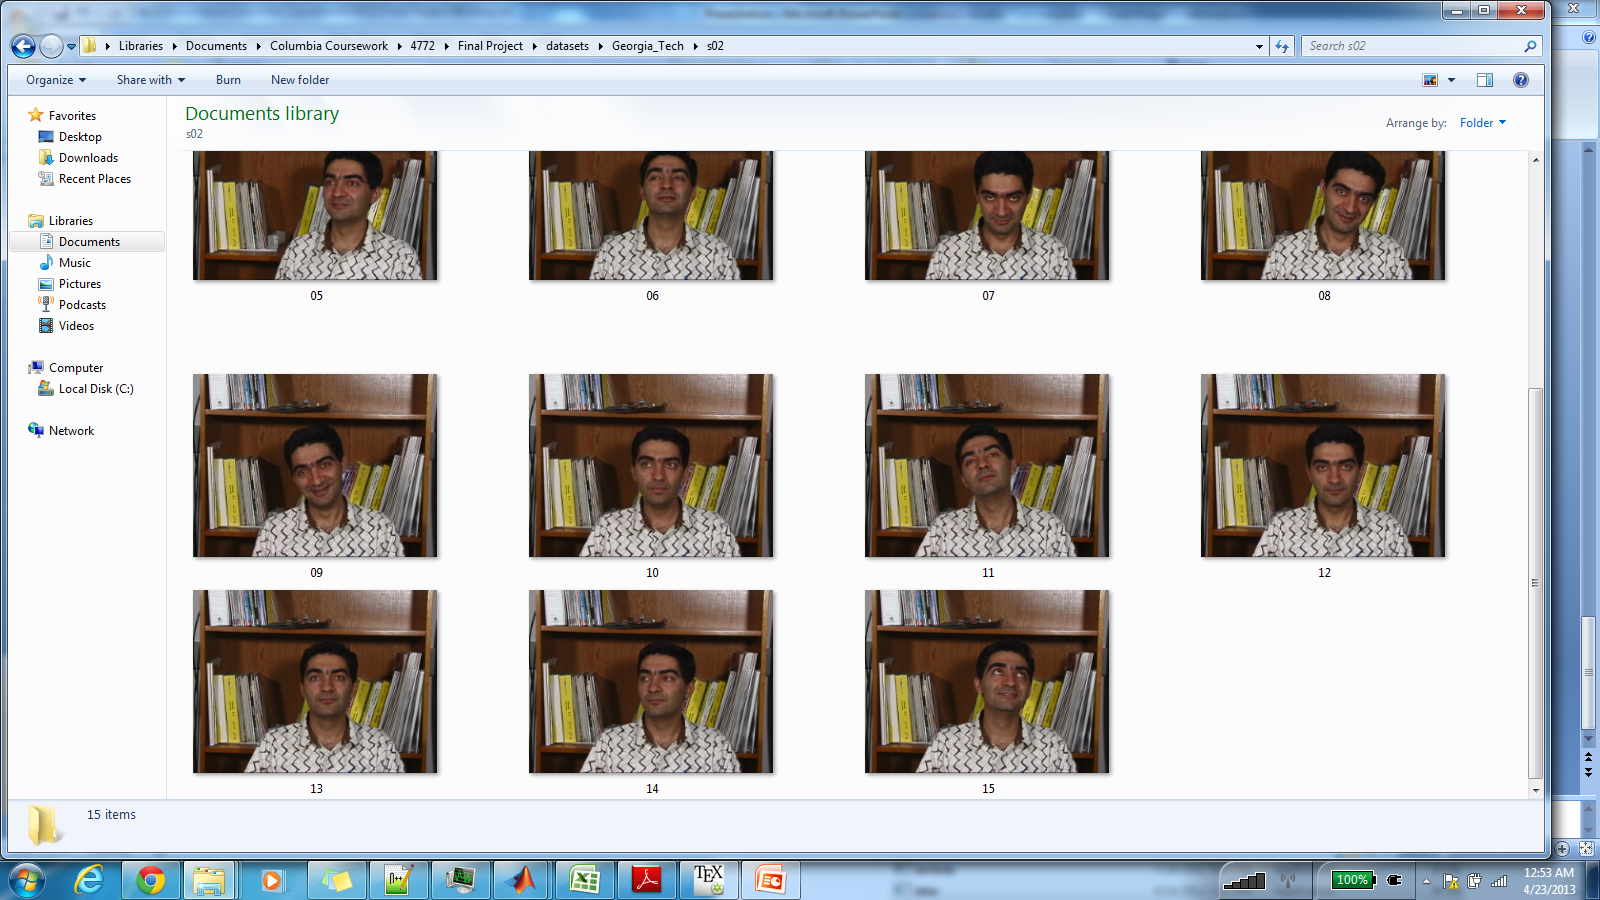 Libraries Documents Columbia Coursework 4772 Final Project datasets Georgia_Tech s02
Search s02
Organize Share with Burn New folder
Favorites
Desktop
Downloads
Recent Places
Libraries
Documents
Music
Pictures
Podcasts
Videos
Computer
Local Disk (C:)
Network
Documents library
s02
Arrange by: Folder
05 06 07 08
09 10 11 12
13 14 15
15 items
n++
TEX
100%
12:53 AM
4/23/2013